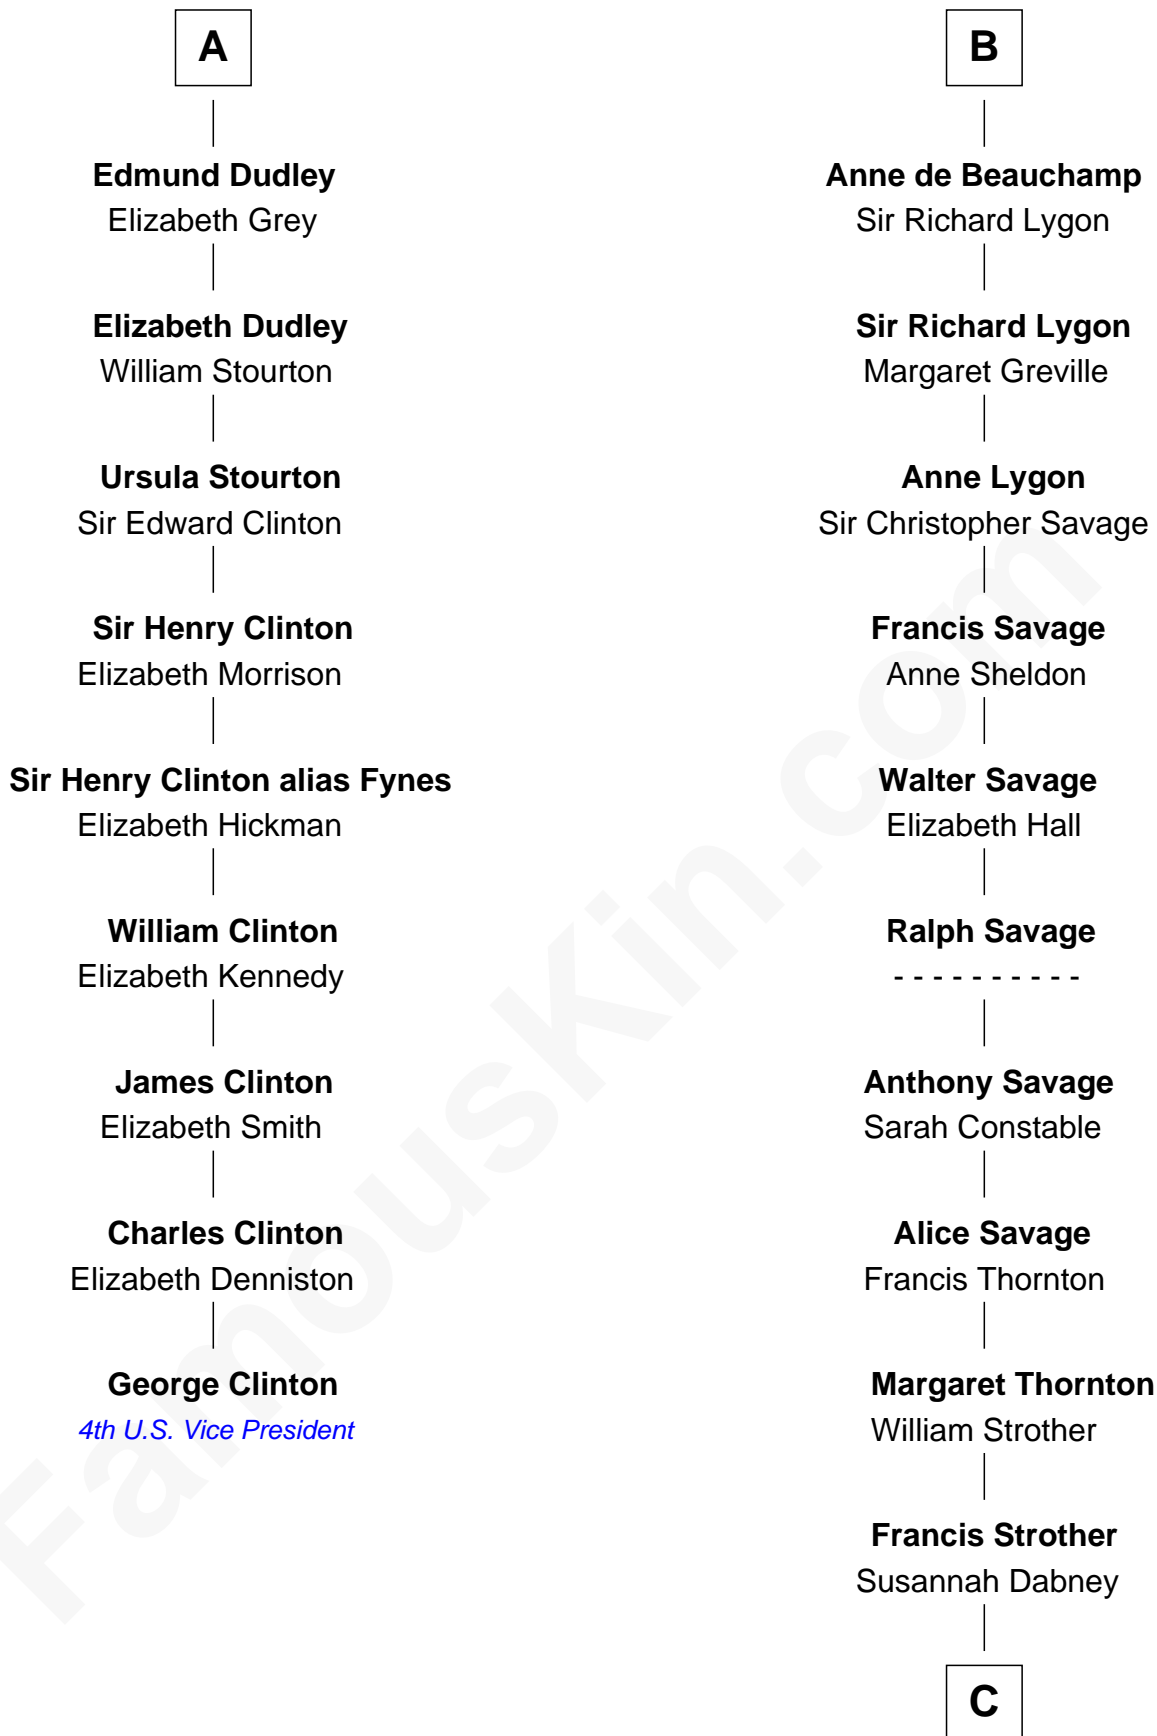 A
Edmund Dudley
Elizabeth Grey
Elizabeth Dudley
William Stourton
Ursula Stourton
Sir Edward Clinton
Sir Henry Clinton
Elizabeth Morrison
Sir Henry Clinton alias Fynes
Elizabeth Hickman
William Clinton
Elizabeth Kennedy
James Clinton
Elizabeth Smith
Charles Clinton
Elizabeth Denniston
George Clinton
4th U.S. Vice President
B
Anne de Beauchamp
Sir Richard Lygon
Sir Richard Lygon
Margaret Greville
Anne Lygon
Sir Christopher Savage
Francis Savage
Anne Sheldon
Walter Savage
Elizabeth Hall
Ralph Savage
- - - - - - - - - -
Anthony Savage
Sarah Constable
Alice Savage
Francis Thornton
Margaret Thornton
William Strother
Francis Strother
Susannah Dabney
C
FamousKin.com